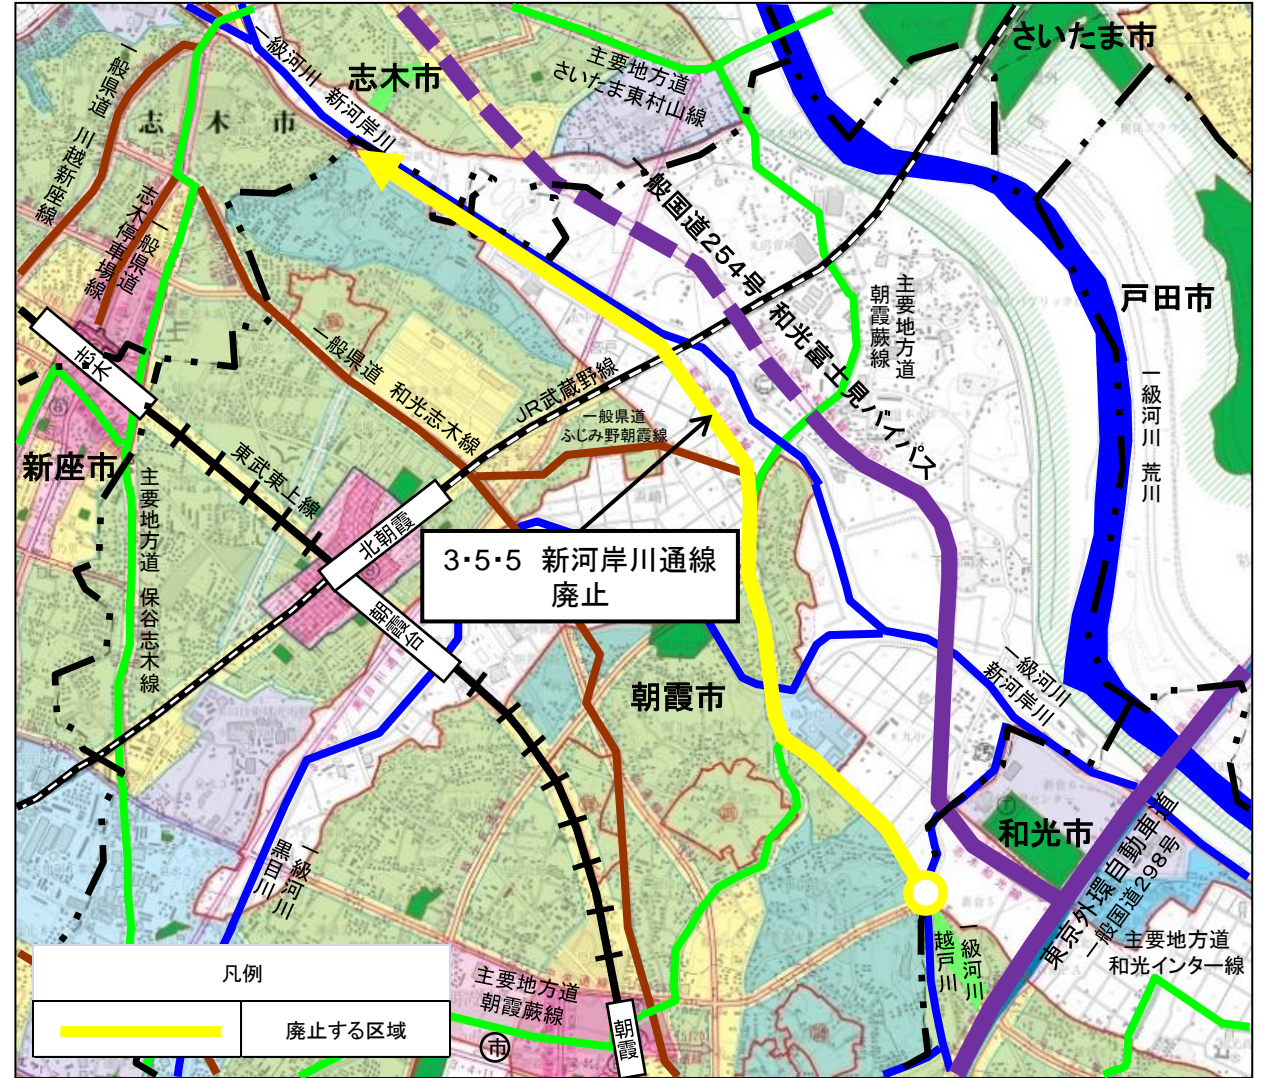 さいたま市
主要地方道
さいたま東村山線
一級河川 新河岸川
志木市
志木市
一般県道 川越新座線
一般県道
志木停車場線
一般国道254号 和光富士見バイパス
主要地方道
朝霞蕨線
戸田市
一級河川 荒川
志木
一般県道 和光志木線
JR武蔵野線
一般県道
ふじみ野朝霞線
新座市
東武東上線
主要地方道 保谷志木線
北朝霞
朝霞台
浜崎
3・5・5 新河岸川通線
廃止
朝霞市
一級河川
新河岸川
和光市
東京外環自動車道
一般国道298号
一級河川
黒目川
一級河川
越戸川
主要地方道
和光インター線
主要地方道
朝霞蕨線
朝霞
市
凡例
廃止する区域